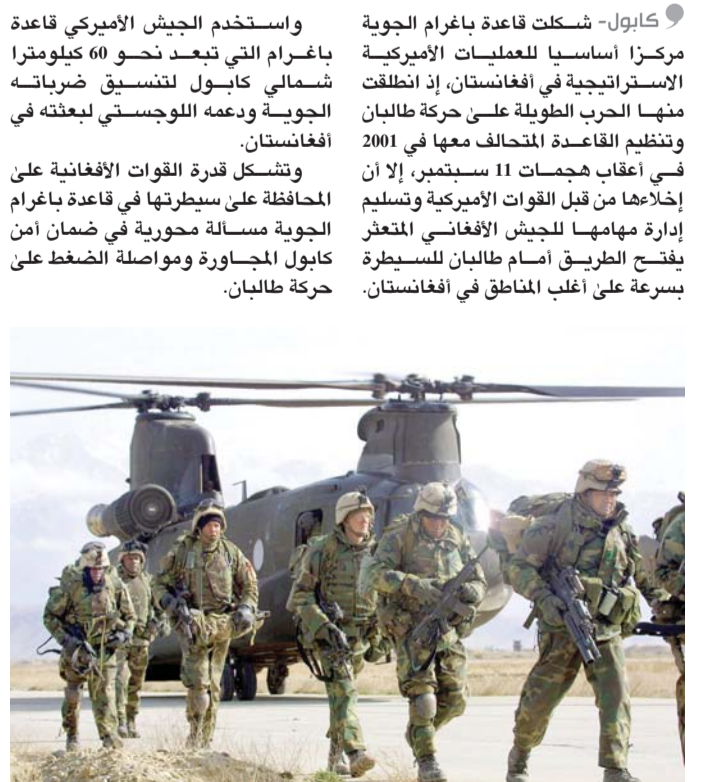 كابول- شكلت قاعدة باغرام الجوية
مركزا أساسيا للعمليات الأميركية
الاستراتيجية في أفغانستان، إذ انطلقت
منها الحرب الطويلة على حركة طالبان
وتنظيم القاعدة المتحالف معها في 2001
في أعقاب هجمات 11 سبتمبر، إلا أن
إخلاءها من قبل القوات الأميركية وتسليم
إدارة مهامها للجيش الأفغاني المتعثر
يفتح الطريق أمام طالبان للسيطرة
بسرعة على أغلب المناطق في أفغانستان.
واستخدم الجيش الأميركي قاعدة
باغرام التي تبعد نحو 60 كيلومترا
شمالي كابول لتنسيق ضرباته
الجوية ودعمه اللوجستي لبعثته في
أفغانستان.
وتشكل قدرة القوات الأفغانية على
المحافظة على سيطرتها في قاعدة باغرام
الجوية مسألة محورية في ضمان أمن
كابول المجاورة ومواصلة الضغط على
حركة طالبان.